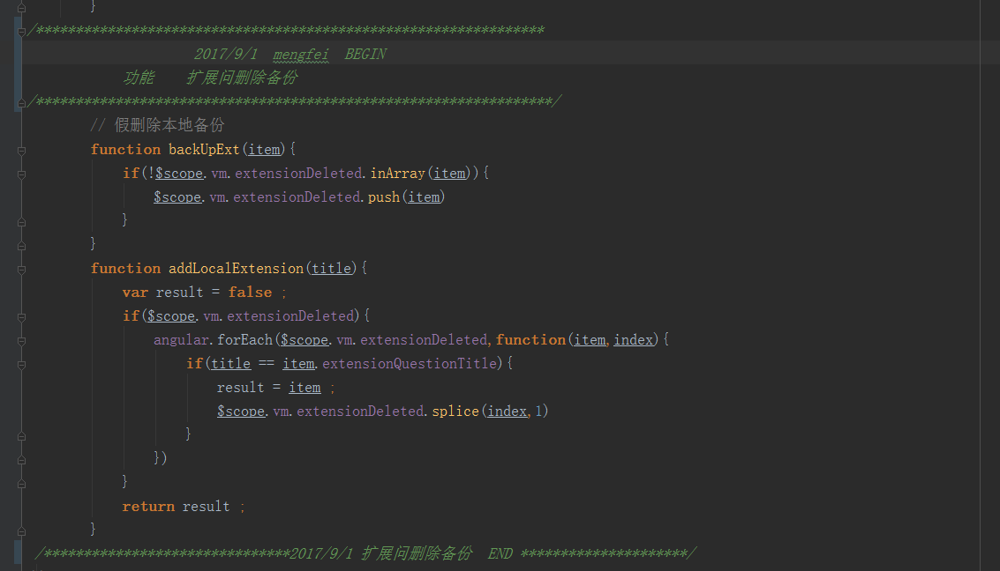 }
/****************************************************************
2017/9/1 mengfei BEGIN
功能 扩展问删除备份
/*****************************************************************/
// 假删除本地备份
function backUpExt(item){
if(!$scope.vm.extensionDeleted.inArray(item)){
$scope.vm.extensionDeleted.push(item)
}
}
function addLocalExtension(title){
var result = false ;
if($scope.vm.extensionDeleted){
angular.forEach($scope.vm.extensionDeleted,function(item,index){
if(title == item.extensionQuestionTitle){
result = item ;
$scope.vm.extensionDeleted.splice(index,1)
}
})
}
return result ;
}
/*******************************2017/9/1 扩展问删除备份 END *********************/